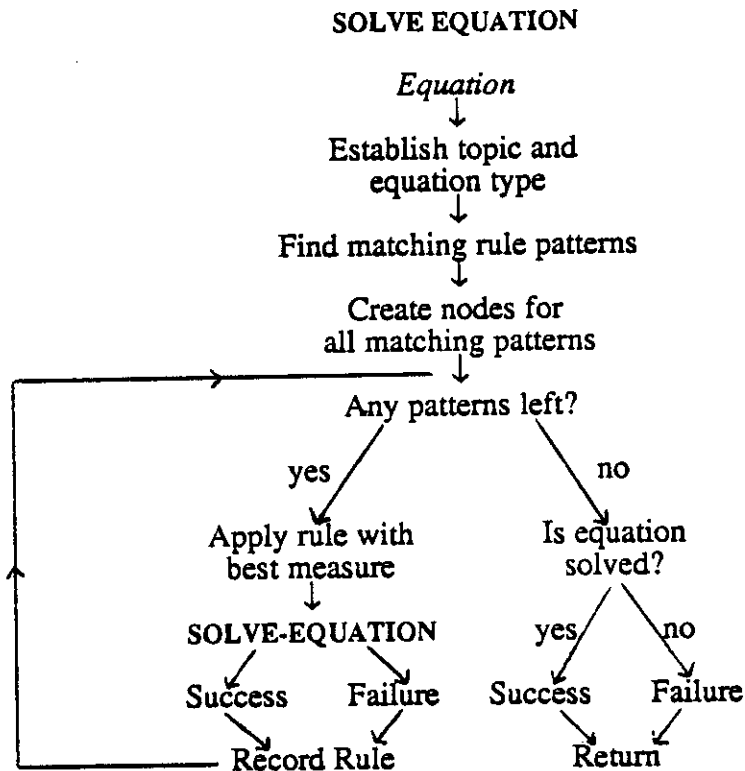 SOLVE EQUATION
Equation
Establish topic and
equation type
Find matching rule patterns
Create nodes for
all matching patterns
Any patterns left?
yes
no
Apply rule with
best measure
Is equation
solved?
SOLVE-EQUATION
yes
no
Success
Failure
Success
Failure
Record Rule
Return